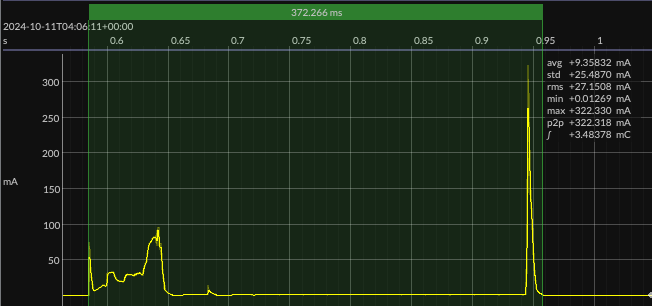 372.266 ms
2024-10-11T04:06:11+00:00
s 0.6 0.65 0.7 0.75 0.8 0.85 0.9 0.95 1
avg +9.35832 mA
std +25.4870 mA
rms +27.1508 mA
min +0.01269 mA
max +322.330 mA
p2p +322.318 mA
∫ +3.48378 mC
300
250
200
mA 150
100
50